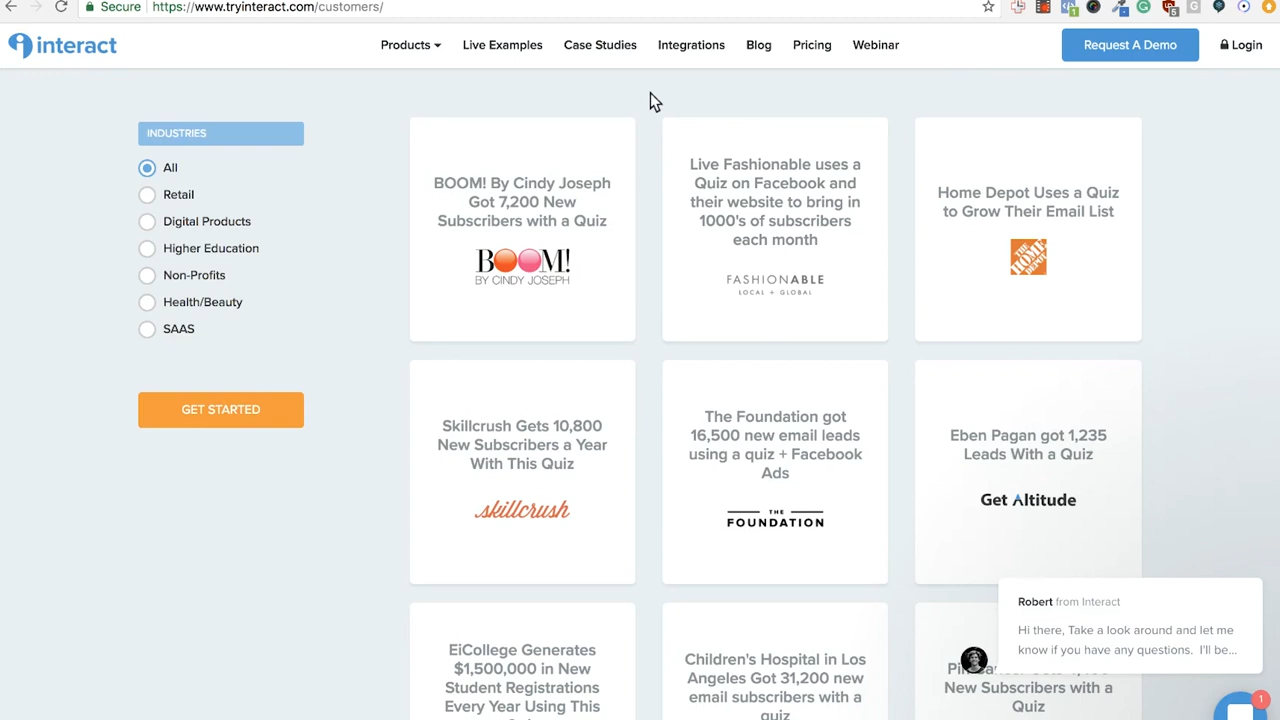 Secure https://www.tryinteract.com/customers/
interact
Products Live Examples Case Studies Integrations Blog Pricing Webinar Request A Demo Login
INDUSTRIES
All
Retail
Digital Products
Higher Education
Non-Profits
Health/Beauty
SAAS
GET STARTED
BOOM! By Cindy Joseph
Got 7,200 New
Subscribers with a Quiz
BOOM!
BY CINDY JOSEPH
Live Fashionable uses a
Quiz on Facebook and
their website to bring in
1000's of subscribers
each month
FASHIONABLE
LOCAL + GLOBAL
Home Depot Uses a Quiz
to Grow Their Email List
THE
HOME
DEPOT
Skillcrush Gets 10,800
New Subscribers a Year
With This Quiz
skillcrush
The Foundation got
16,500 new email leads
using a quiz + Facebook
Ads
THE
FOUNDATION
Eben Pagan got 1,235
Leads With a Quiz
Get Altitude
EiCollege Generates
$1,500,000 in New
Student Registrations
Every Year Using This
Children's Hospital in Los
Angeles Got 31,200 new
email subscribers with a
quiz
New Subscribers with a
Quiz
Robert from Interact
Hi there, Take a look around and let me
know if you have any questions. I'll be...
1